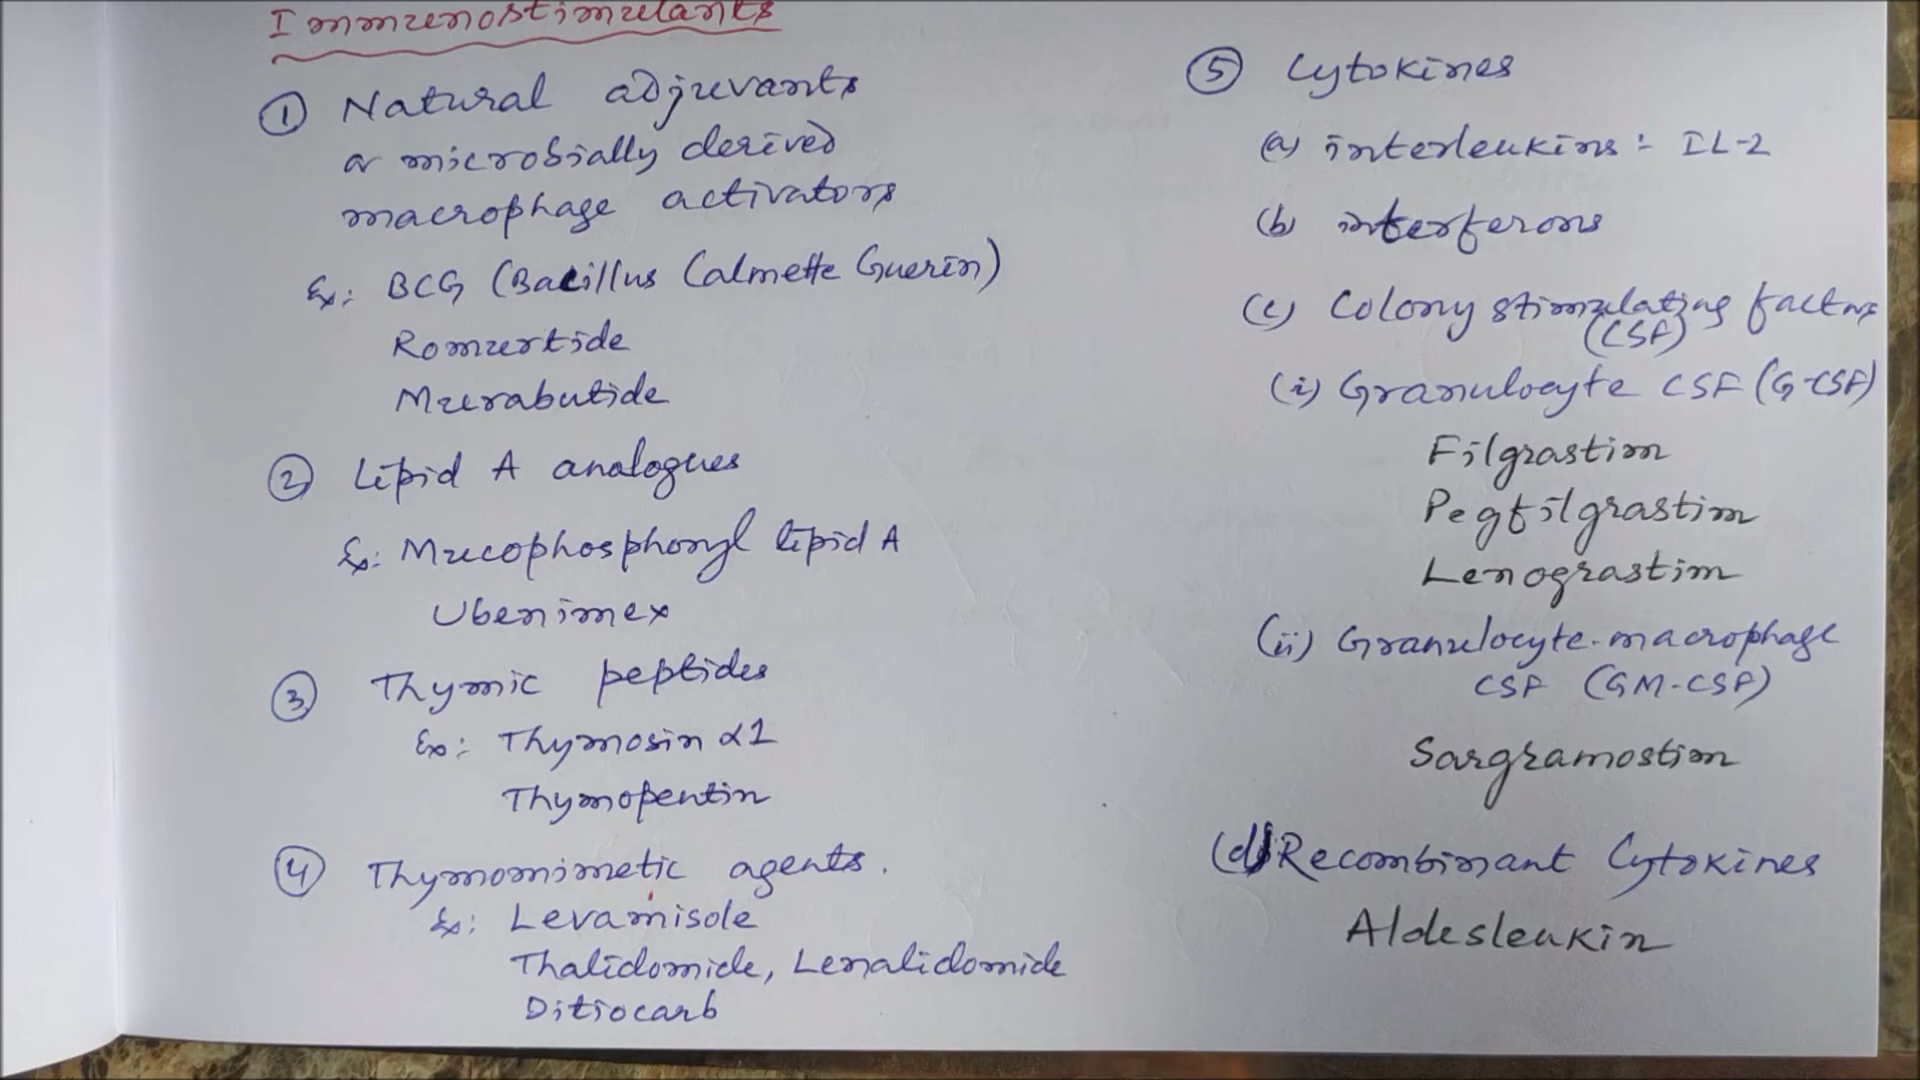 Immunostimulants
① Natural adjuvants
or microbially derived
macrophage activators
Ex: BCG (Bacillus Calmette Guerin)
Romurtide
Murabutide
② Lipid A analogues
Ex: Mucophosphoryl lipid A
Ubenimex
③ Thymic peptides
Ex: Thymosin α1
Thymopentin
④ Thymomimetic agents.
Ex: Levamisole
Thalidomide, Lenalidomide
Ditiocarb
⑤ Cytokines
(a) interleukins: IL-2
(b) interferons
(c) Colony stimulating factors
(CSF)
(i) Granulocyte CSF (G-CSF)
Filgrastim
Pegfilgrastim
Lenograstim
(ii) Granulocyte-macrophage
CSF (GM-CSF)
Sargramostim
(d) Recombinant Cytokines
Aldesleukin